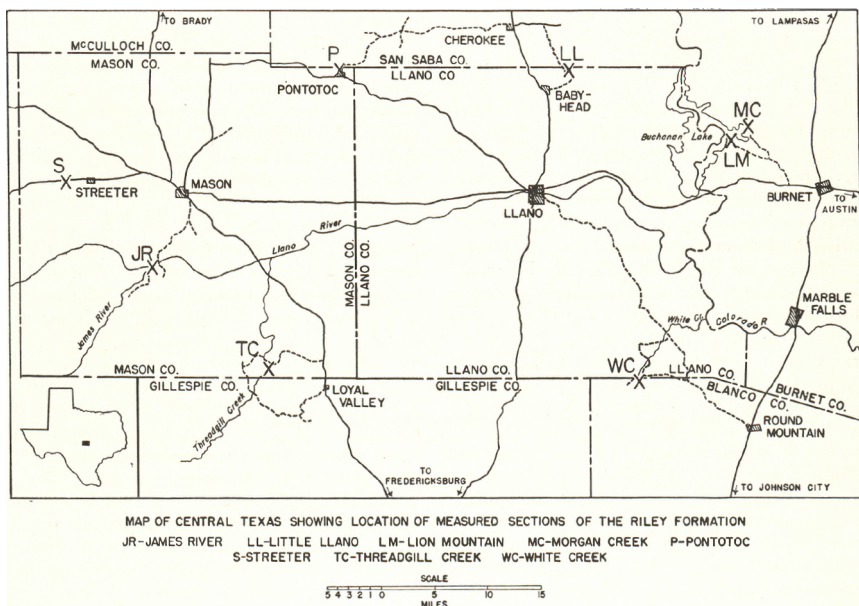 TO BRADY
TO LAMPASAS
CHEROKEE
McCULLOCH CO.
MASON CO.
P
SAN SABA CO.
LLANO CO
LL
PONTOTOC
BABY-
HEAD
MC
Buchanan Lake
LM
S
STREETER
MASON
LLANO
BURNET
TO
AUSTIN
Llano River
MASON CO.
LLANO CO.
JR
James River
MARBLE
FALLS
White Cr.
Colorado R.
TC
WC
MASON CO.
GILLESPIE CO.
LLANO CO.
GILLESPIE CO.
LLANO CO.
BLANCO CO.
BURNET CO.
LOYAL
VALLEY
Threadgill Creek
ROUND
MOUNTAIN
TO
FREDERICKSBURG
TO JOHNSON CITY
MAP OF CENTRAL TEXAS SHOWING LOCATION OF MEASURED SECTIONS OF THE RILEY FORMATION
JR-JAMES RIVER LL-LITTLE LLANO LM-LION MOUNTAIN MC-MORGAN CREEK P-PONTOTOC
S-STREETER TC-THREADGILL CREEK WC-WHITE CREEK
SCALE
5 4 3 2 1 0 5 10 15
MILES